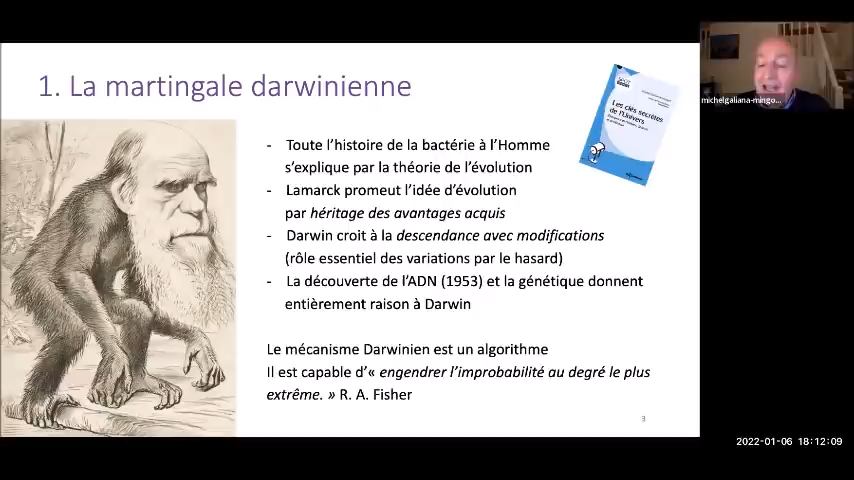 1. La martingale darwinienne
Les clés secrètes
de l'Univers
- Toute l'histoire de la bactérie à l'Homme
s'explique par la théorie de l'évolution
- Lamarck promeut l'idée d'évolution
par héritage des avantages acquis
- Darwin croit à la descendance avec modifications
(rôle essentiel des variations par le hasard)
- La découverte de l'ADN (1953) et la génétique donnent
entièrement raison à Darwin
Le mécanisme Darwinien est un algorithme
Il est capable d'« engendrer l'improbabilité au degré le plus
extrême. » R. A. Fisher
3
michelgaliana-mingo...
2022-01-06 18:12:09